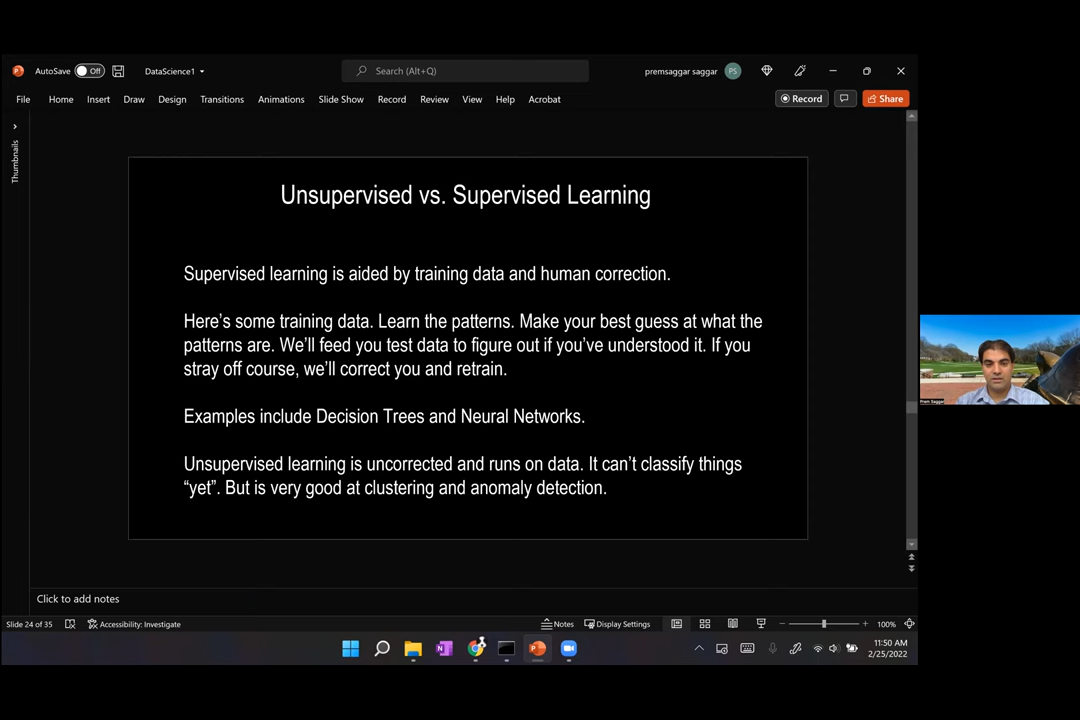 AutoSave Off DataScience1 Search (Alt+Q) premsaggar saggar PS
File Home Insert Draw Design Transitions Animations Slide Show Record Review View Help Acrobat Record Share
Thumbnails
Unsupervised vs. Supervised Learning
Supervised learning is aided by training data and human correction.
Here's some training data. Learn the patterns. Make your best guess at what the
patterns are. We'll feed you test data to figure out if you've understood it. If you
stray off course, we'll correct you and retrain.
Examples include Decision Trees and Neural Networks.
Unsupervised learning is uncorrected and runs on data. It can't classify things
“yet”. But is very good at clustering and anomaly detection.
Prem Saggar
Click to add notes
Slide 24 of 35 Accessibility: Investigate Notes Display Settings 100%
11:50 AM
2/25/2022